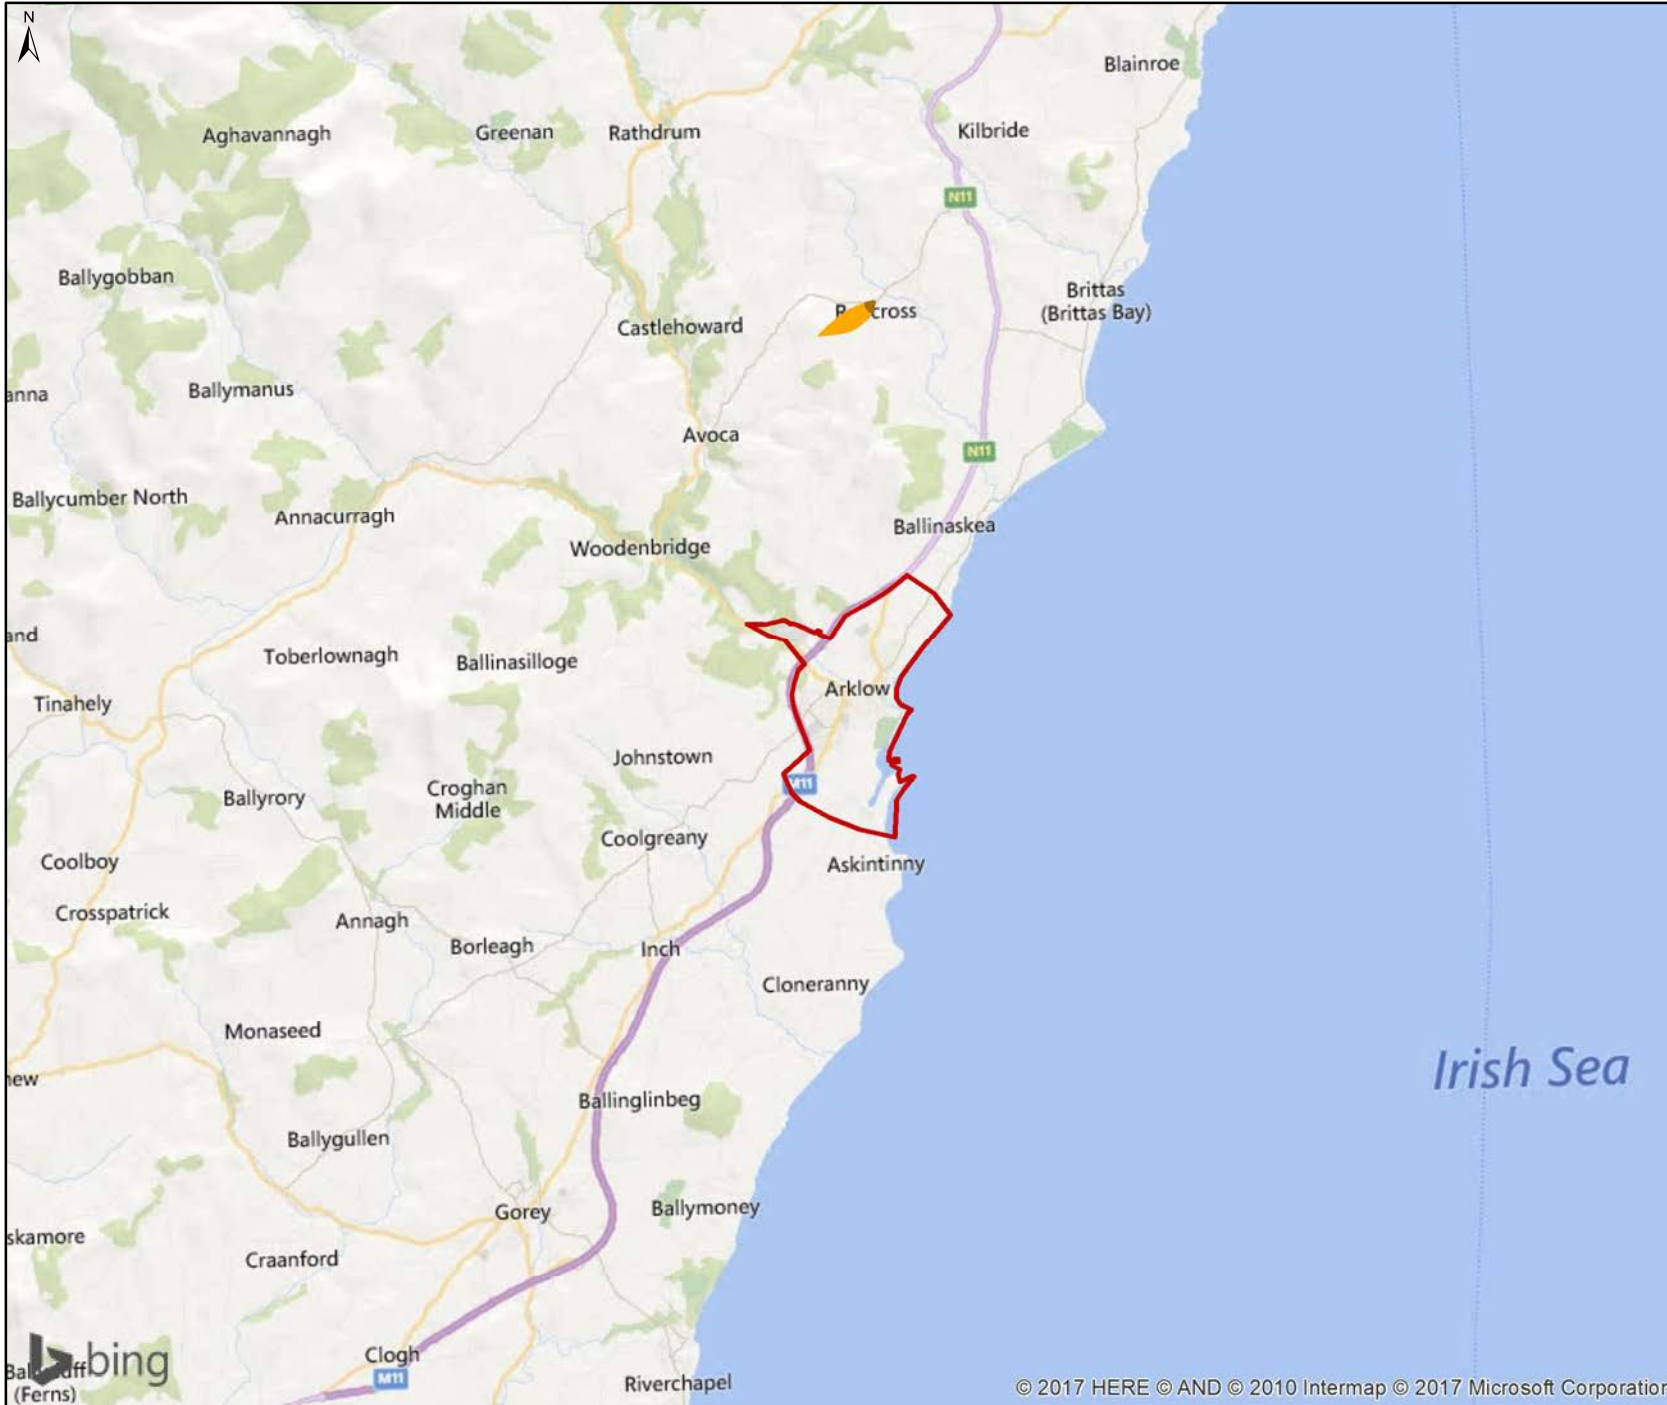 N
Blainroe
Aghavannagh
Greenan
Rathdrum
Kilbride
N11
Ballygobban
Brittas
(Brittas Bay)
Castlehoward
anna
Ballymanus
Avoca
N11
Ballycumber North
Annacurragh
Ballinaskea
Woodenbridge
and
Toberlownagh
Ballinasilloge
Arklow
Tinahely
Johnstown
M11
Ballyrory
Croghan
Middle
Coolgreany
Coolboy
Askintinny
Crosspatrick
Annagh
Borleagh
Inch
Cloneranny
Monaseed
Irish Sea
Ballinglinbeg
Ballygullen
Gorey
Ballymoney
skamore
Craanford
bing
Clogh
M11
(Ferns)
Riverchapel
© 2017 HERE © AND © 2010 Intermap © 2017 Microsoft Corporation